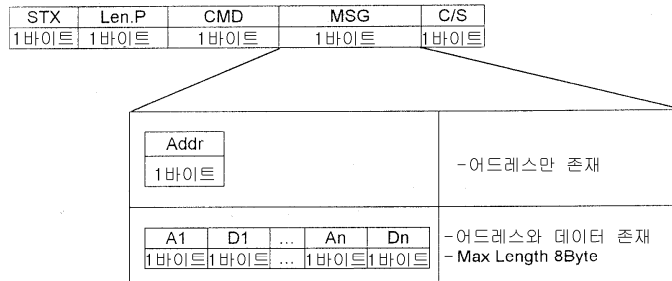 STX Len.P CMD MSG C/S
1바이트 1바이트 1바이트 1바이트 1바이트
Addr
1바이트
-어드레스만 존재
A1 D1 ... An Dn
1바이트 1바이트 ... 1바이트 1바이트
-어드레스와 데이터 존재
- Max Length 8Byte